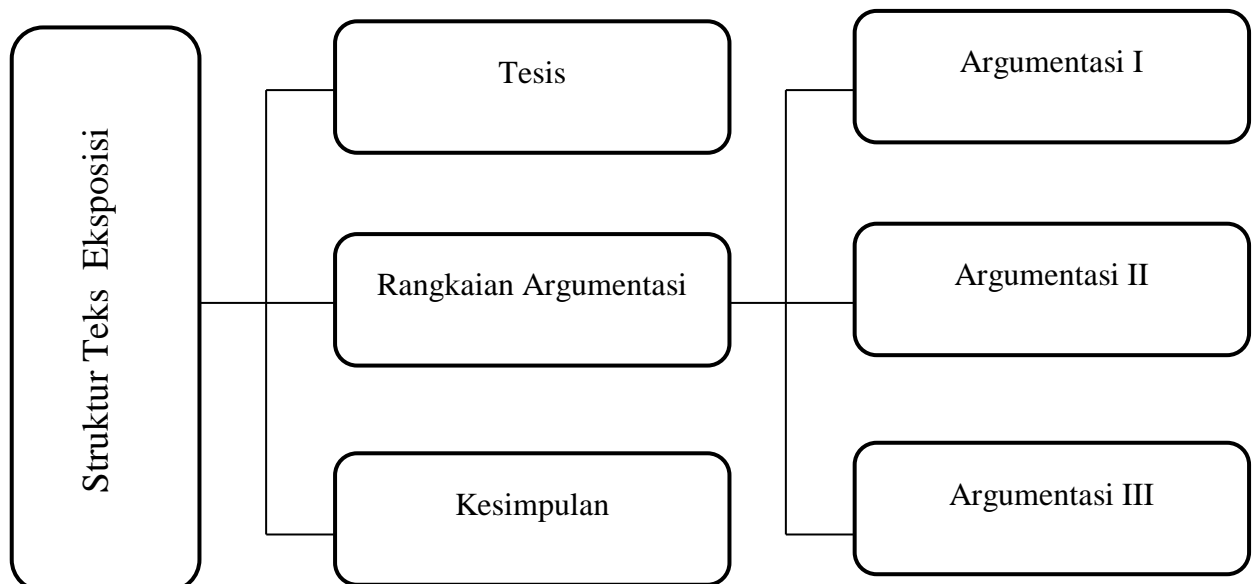 Struktur Teks Eksposisi
Tesis
Rangkaian Argumentasi
Kesimpulan
Argumentasi I
Argumentasi II
Argumentasi III